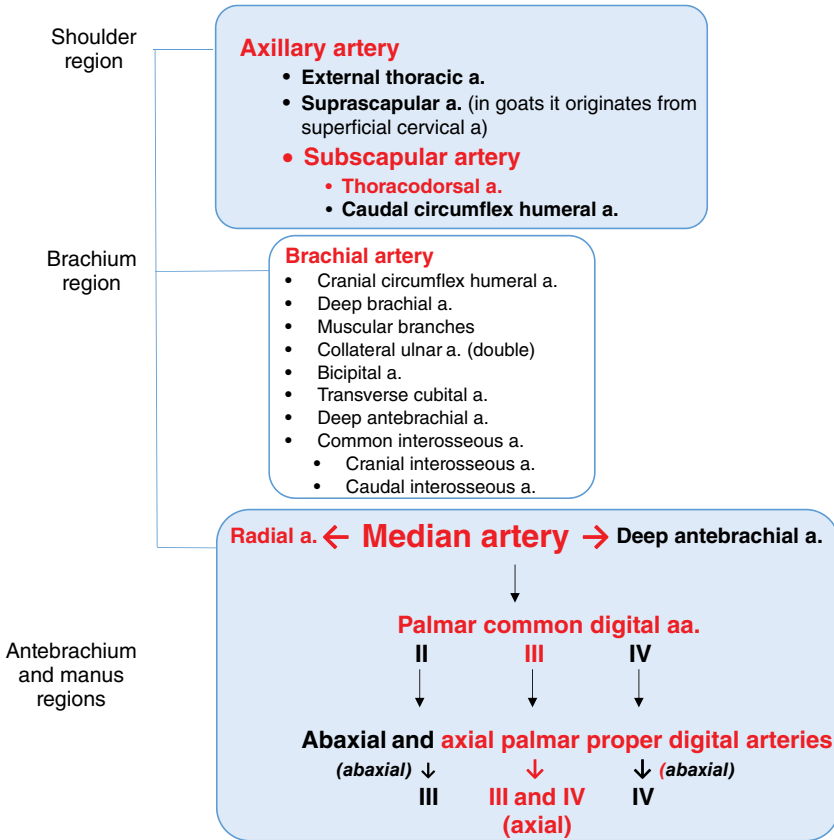 Shoulder
region
Axillary artery
• External thoracic a.
• Suprascapular a. (in goats it originates from
superficial cervical a)
• Subscapular artery
• Thoracodorsal a.
• Caudal circumflex humeral a.
Brachium
region
Brachial artery
• Cranial circumflex humeral a.
• Deep brachial a.
• Muscular branches
• Collateral ulnar a. (double)
• Bicipital a.
• Transverse cubital a.
• Deep antebrachial a.
• Common interosseous a.
• Cranial interosseous a.
• Caudal interosseous a.
Antebrachium
and manus
regions
Radial a. ← Median artery → Deep antebrachial a.
Palmar common digital aa.
II III IV
Abaxial and axial palmar proper digital arteries
(abaxial) ↓ ↓ ↓ (abaxial)
III III and IV IV
(axial)